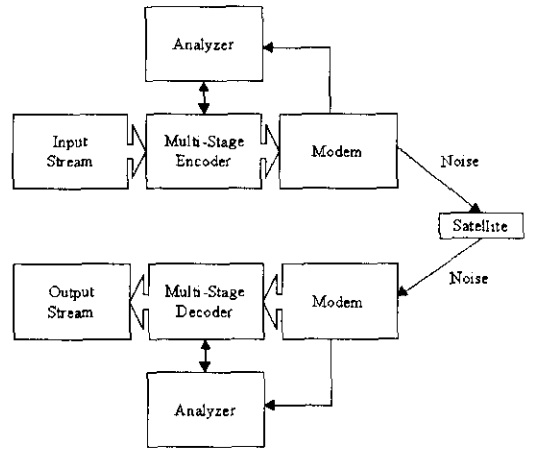 Analyzer
Input
Stream
Multi-Stage
Encoder
Modem
Noise
Satellite
Noise
Output
Stream
Multi-Stage
Decoder
Modem
Analyzer